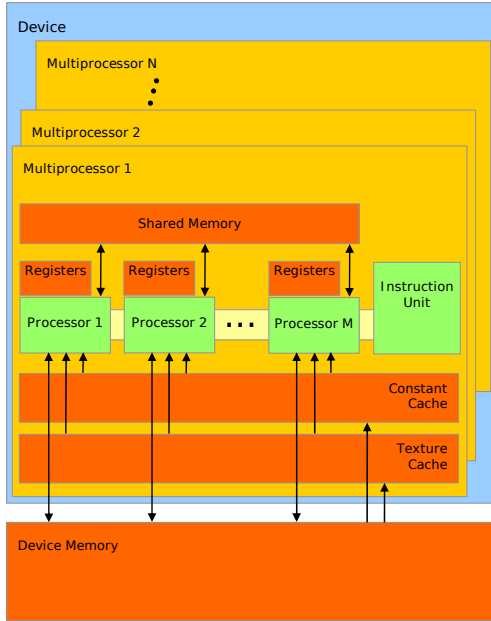 Device
Multiprocessor N
Multiprocessor 2
Multiprocessor 1
Shared Memory
Registers
Registers
Registers
Instruction
Unit
Processor 1
Processor 2
...
Processor M
Constant
Cache
Texture
Cache
Device Memory